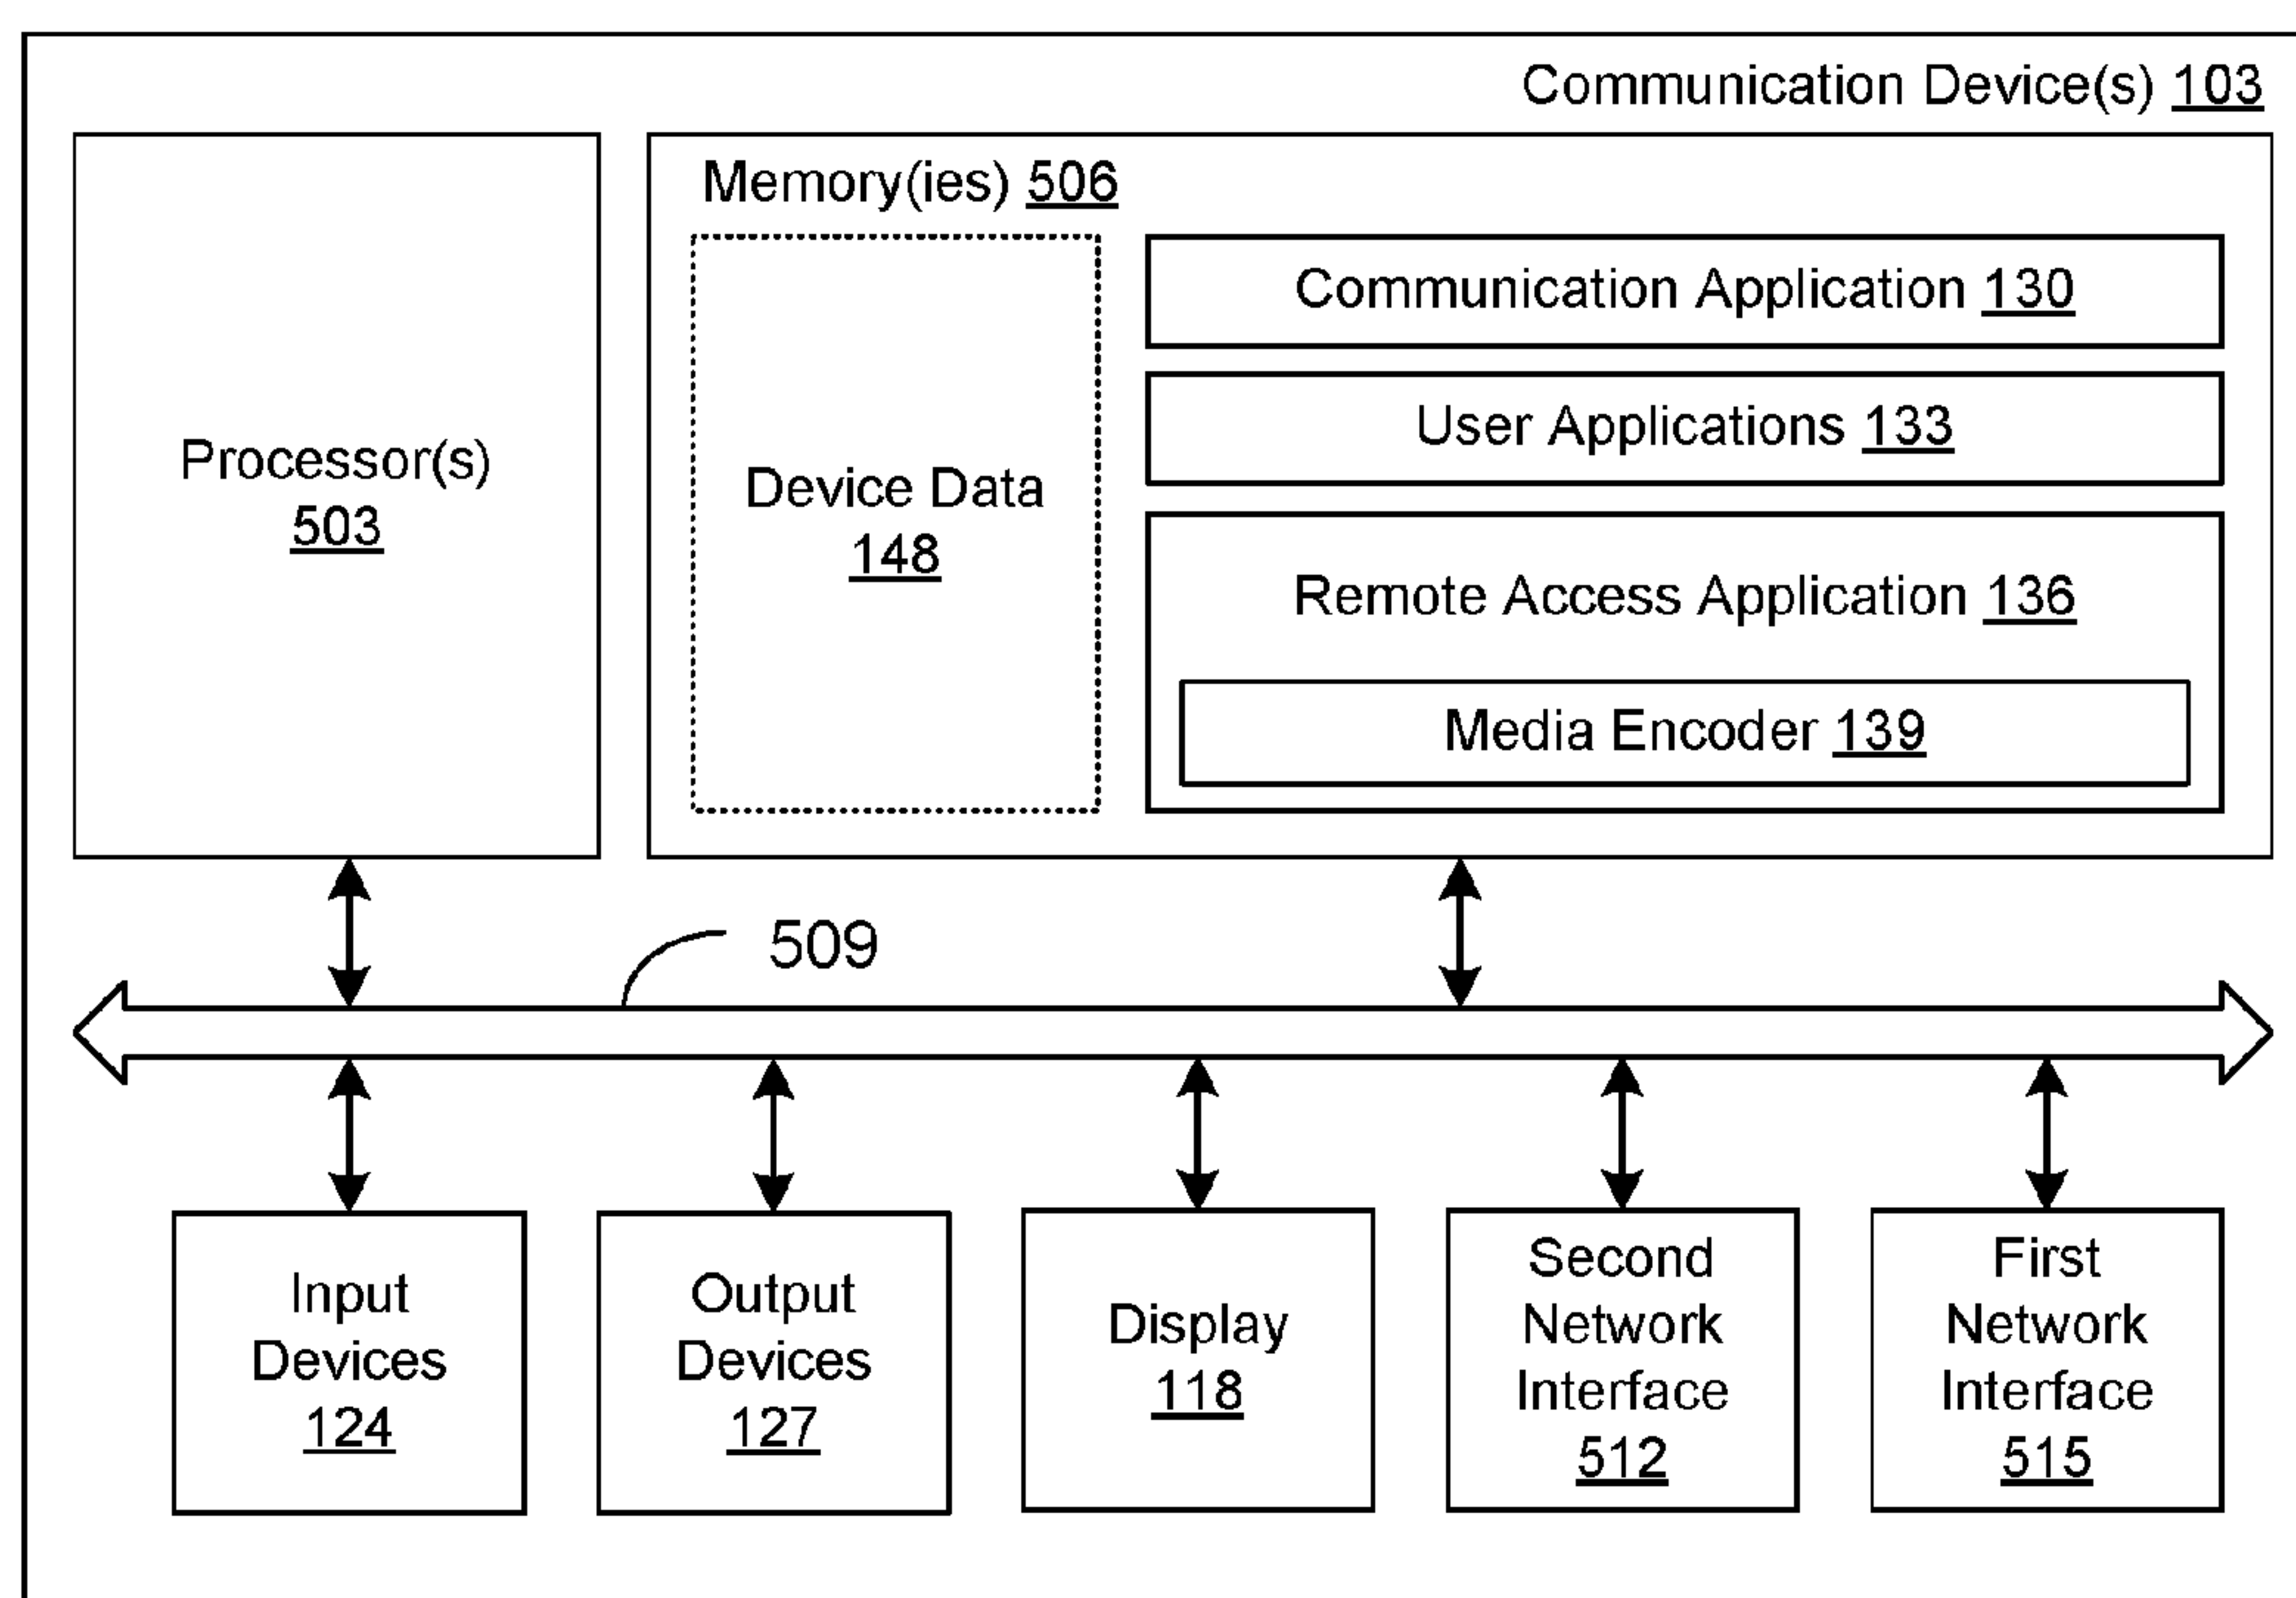 Communication Device(s) 103
Processor(s)
503
Memory(ies) 506
Device Data
148
Communication Application 130
User Applications 133
Remote Access Application 136
Media Encoder 139
509
Input
Devices
124
Output
Devices
127
Display
118
Second
Network
Interface
512
First
Network
Interface
515